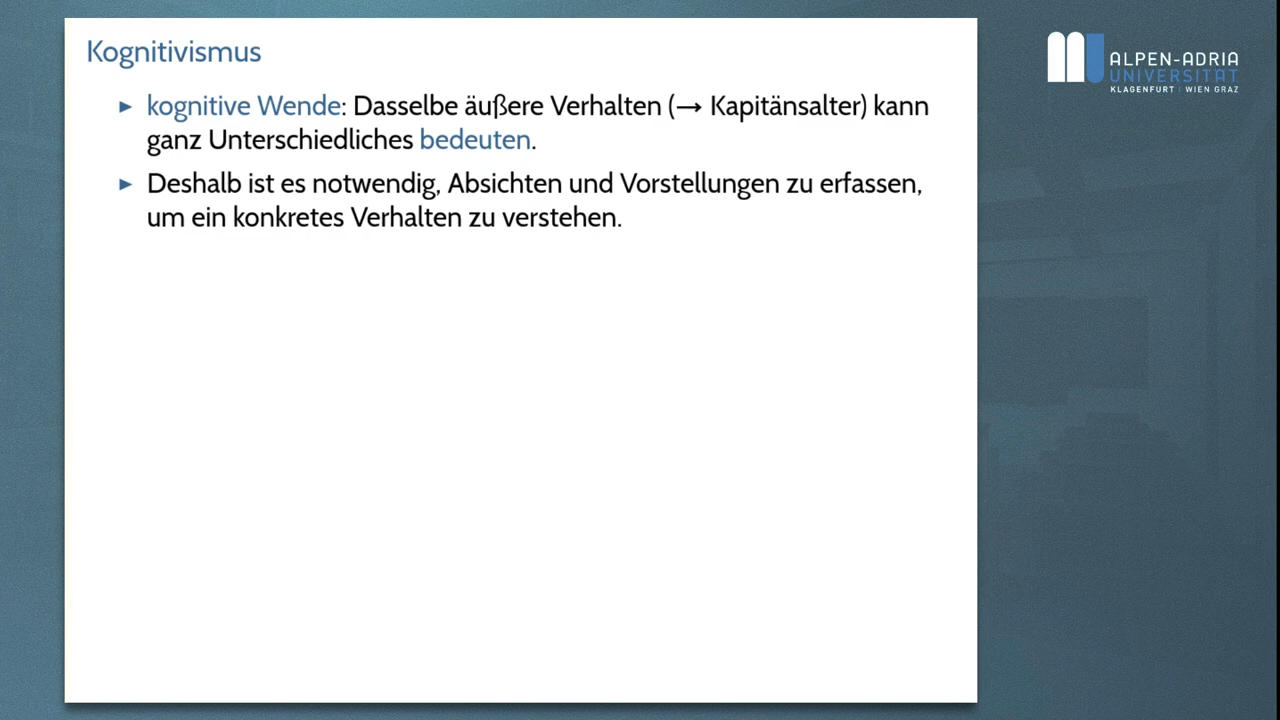 Kognitivismus
► kognitive Wende: Dasselbe äußere Verhalten (→ Kapitänsalter) kann
ganz Unterschiedliches bedeuten.
► Deshalb ist es notwendig, Absichten und Vorstellungen zu erfassen,
um ein konkretes Verhalten zu verstehen.
ALPEN-ADRIA
UNIVERSITÄT
KLAGENFURT | WIEN GRAZ